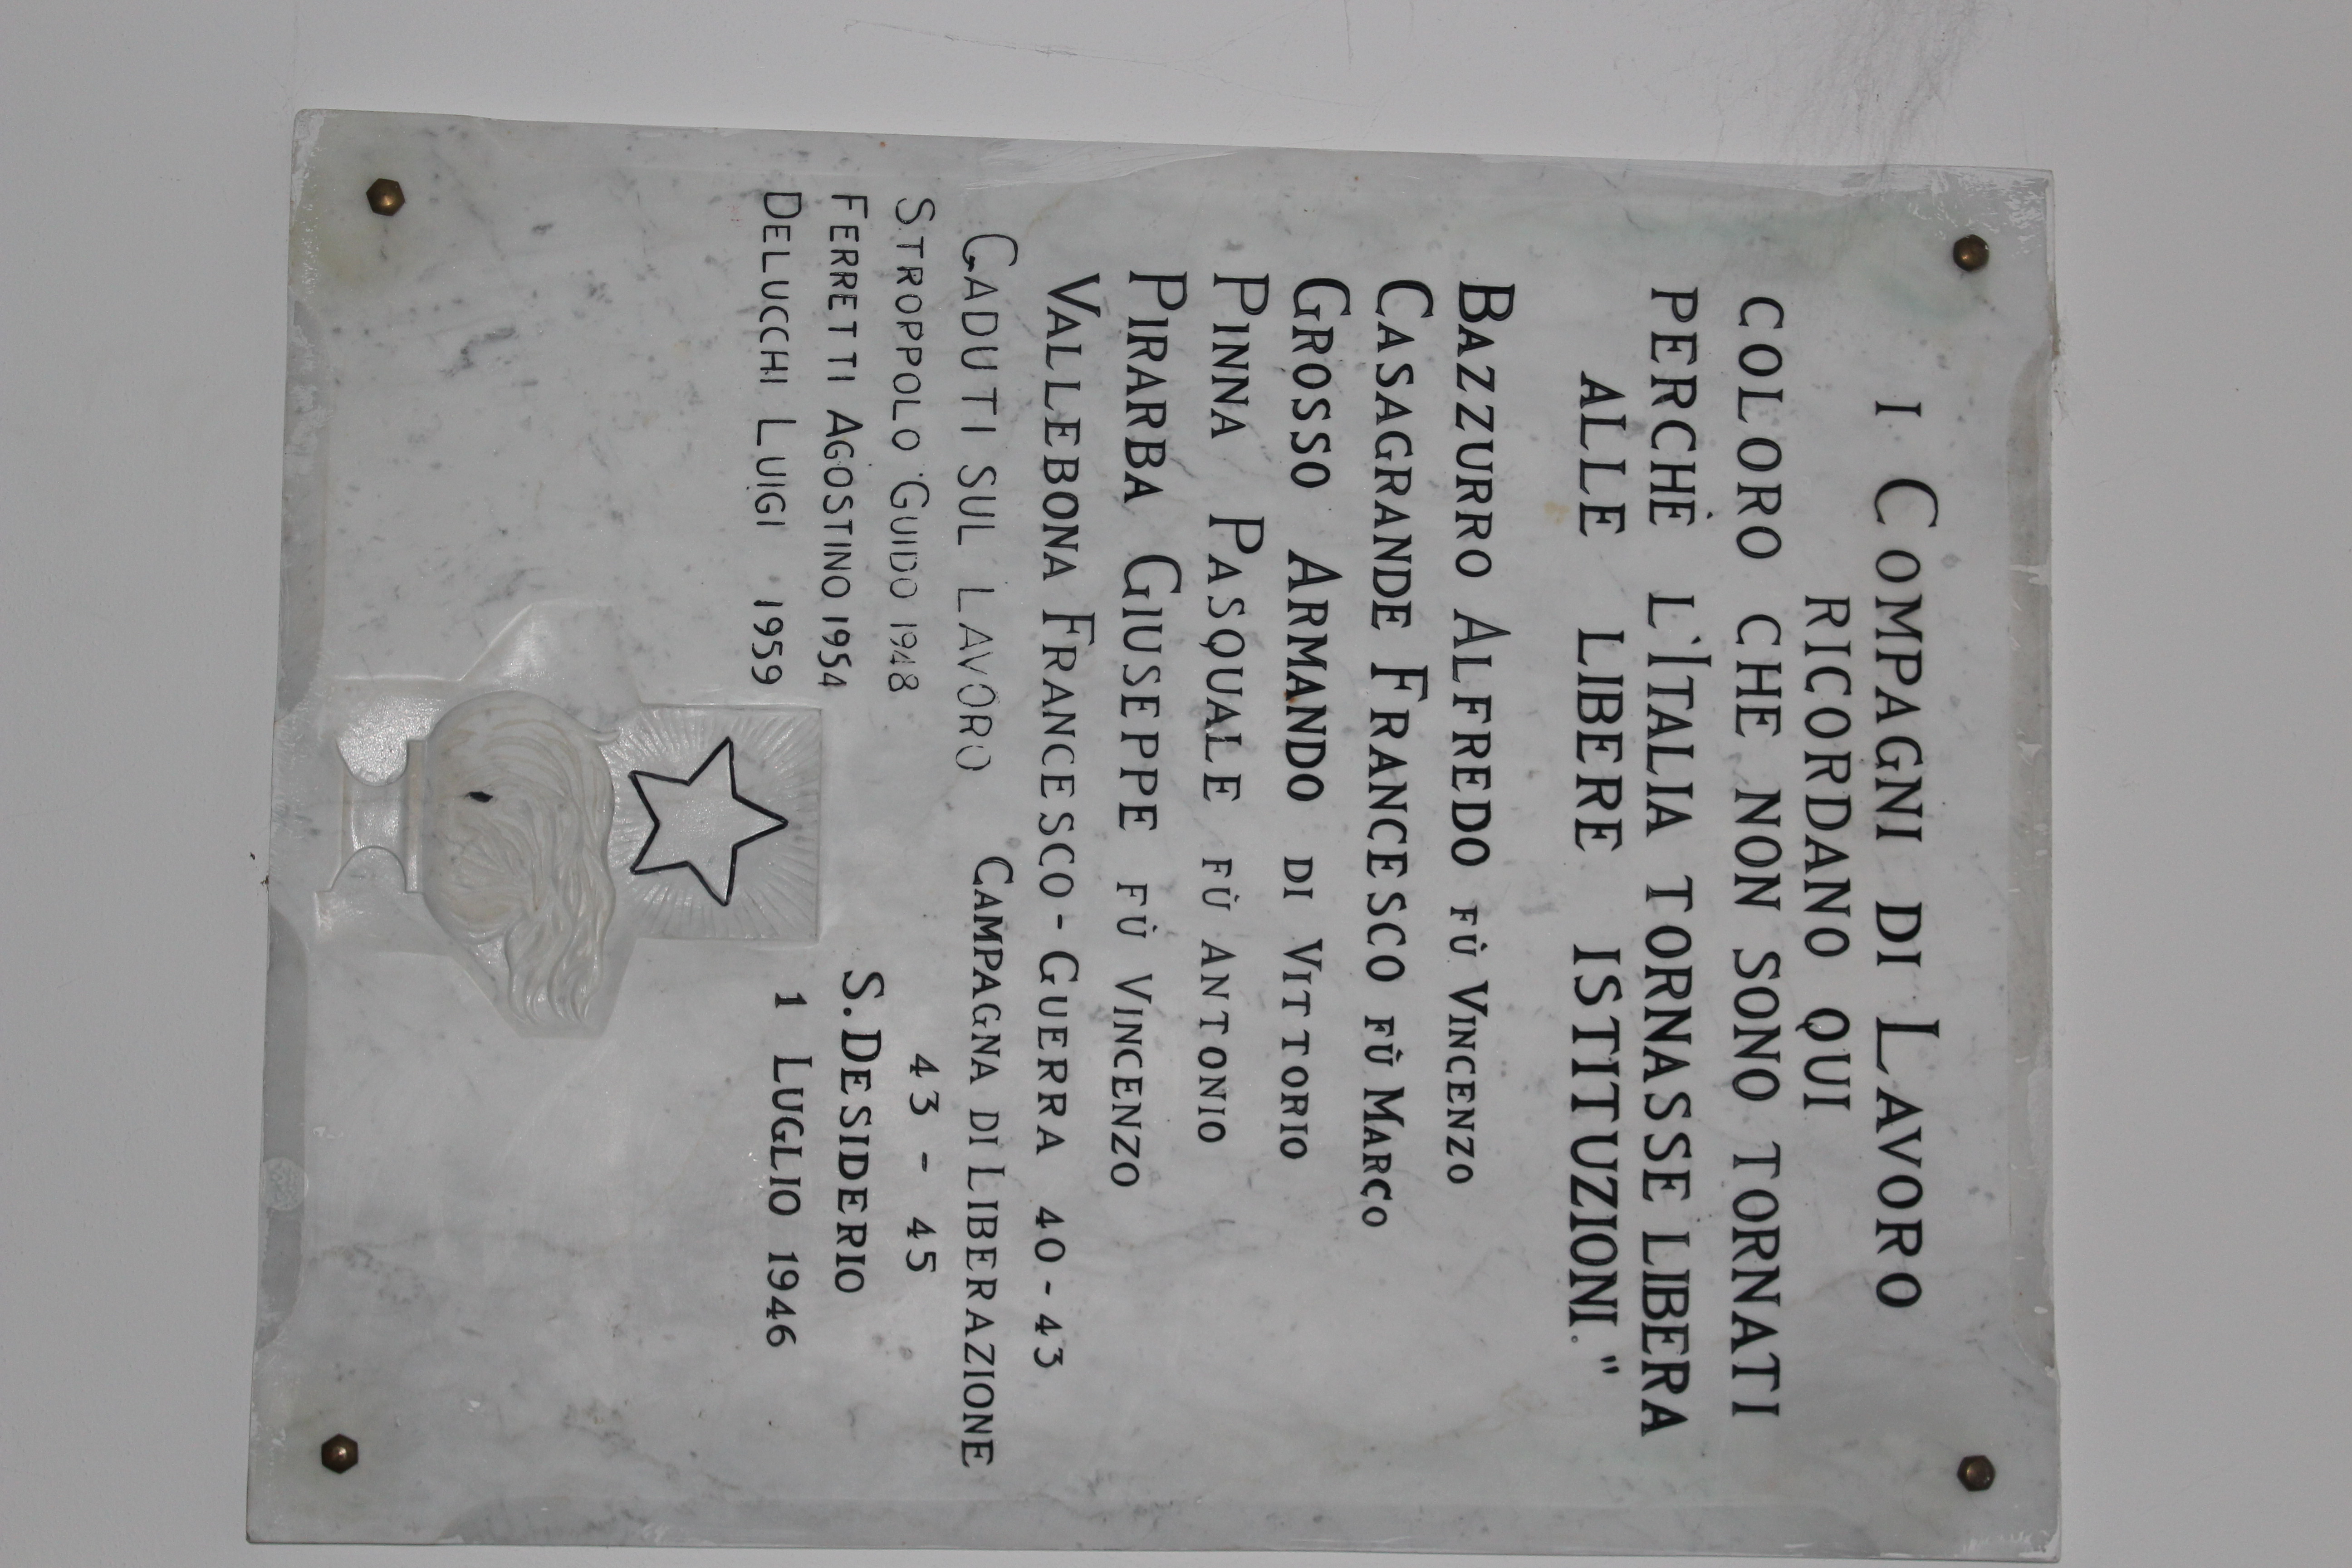 I COMPAGNI DI LAVORO
RICORDANO QUI
COLORO CHE NON SONO TORNATI
PERCHÈ L'ITALIA TORNASSE LIBERA
ALLE LIBERE ISTITUZIONI."
BAZZURRO ALFREDO FÙ VINCENZO
CASAGRANDE FRANCESCO FÙ MARCO
GROSSO ARMANDO DI VITTORIO
PINNA PASQUALE FÙ ANTONIO
PIRARBA GIUSEPPE FÙ VINCENZO
VALLEBONA FRANCESCO-GUERRA 40-43
CADUTI SUL LAVORO
STROPPOLO GUIDO 1948
FERRETTI AGOSTINO 1954
DELUCCHI LUIGI 1959
CAMPAGNA DI LIBERAZIONE
43 - 45
S. DESIDERIO
1 LUGLIO 1946